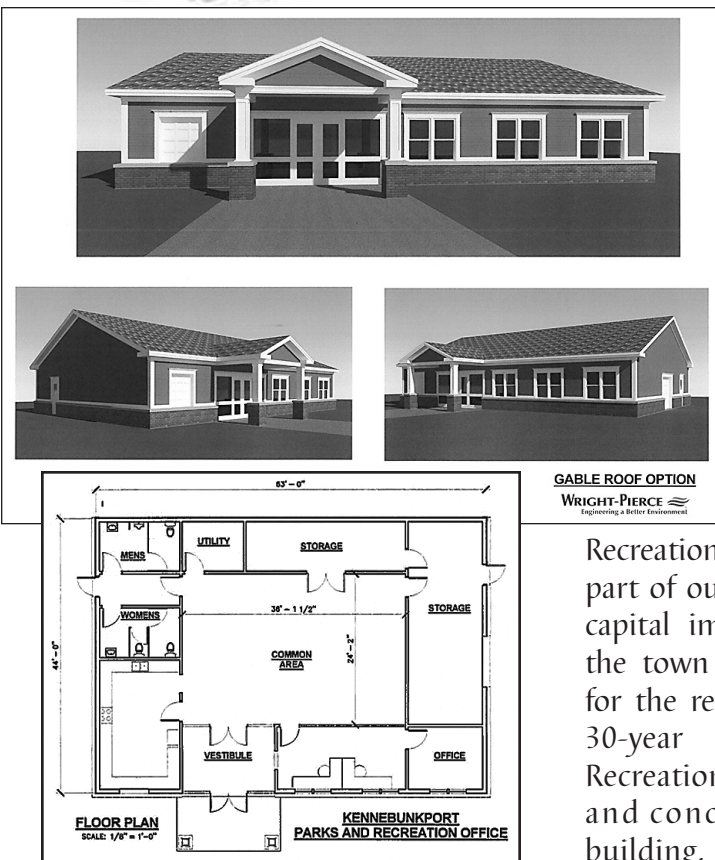 GABLE ROOF OPTION
WRIGHT-PIERCE
Engineering a Better Environment
63'-0"
44'-0"
MENS
UTILITY
STORAGE
WOMENS
36'-1 1/2"
24'-2"
STORAGE
COMMON
AREA
VESTIBULE
OFFICE
FLOOR PLAN
SCALE: 1/8" = 1'-0"
KENNEBUNKPORT
PARKS AND RECREATION OFFICE
Recreation
part of ou
capital im
the town
for the re
30-year
Recreation
and conc
building.